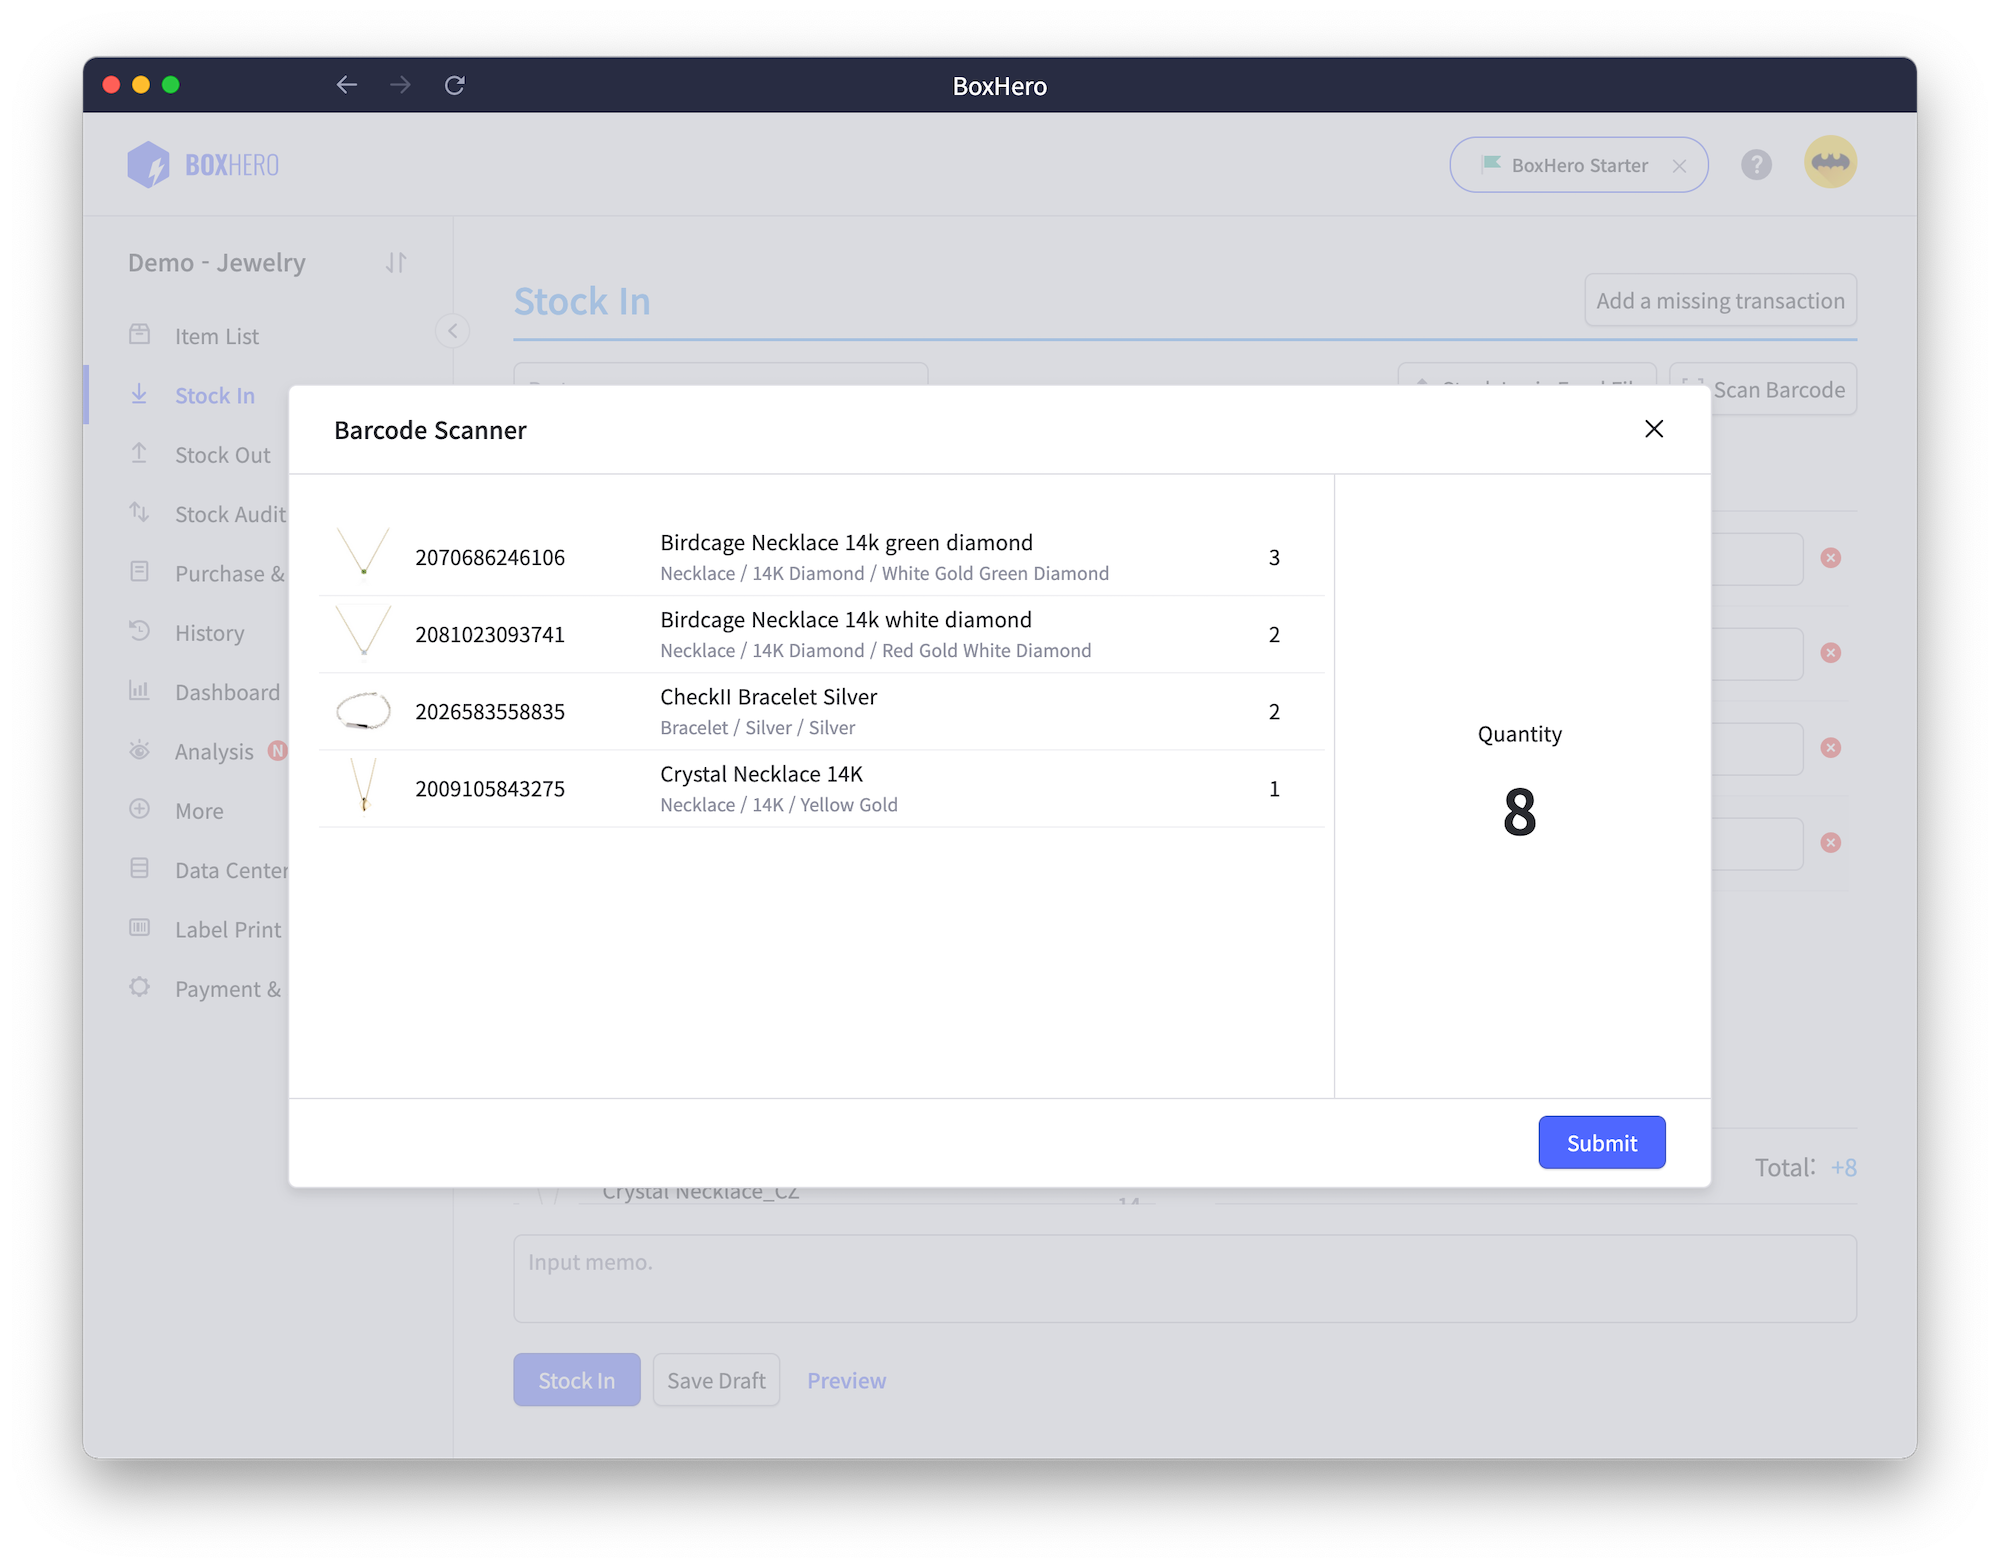 BoxHero
BOXHERO
BoxHero Starter
?
Demo - Jewelry
Stock In
Add a missing transaction
Item List
Stock In
Scan Barcode
Stock Out
Stock Audit
Purchase &
History
Dashboard
Analysis N
More
Data Center
Label Print
Payment &
Barcode Scanner
2070686246106
Birdcage Necklace 14k green diamond
Necklace / 14K Diamond / White Gold Green Diamond
3
2081023093741
Birdcage Necklace 14k white diamond
Necklace / 14K Diamond / Red Gold White Diamond
2
2026583558835
CheckII Bracelet Silver
Bracelet / Silver / Silver
2
2009105843275
Crystal Necklace 14K
Necklace / 14K / Yellow Gold
1
Quantity
8
Submit
Total: +8
Crystal Necklace_CZ
Input memo.
Stock In
Save Draft
Preview